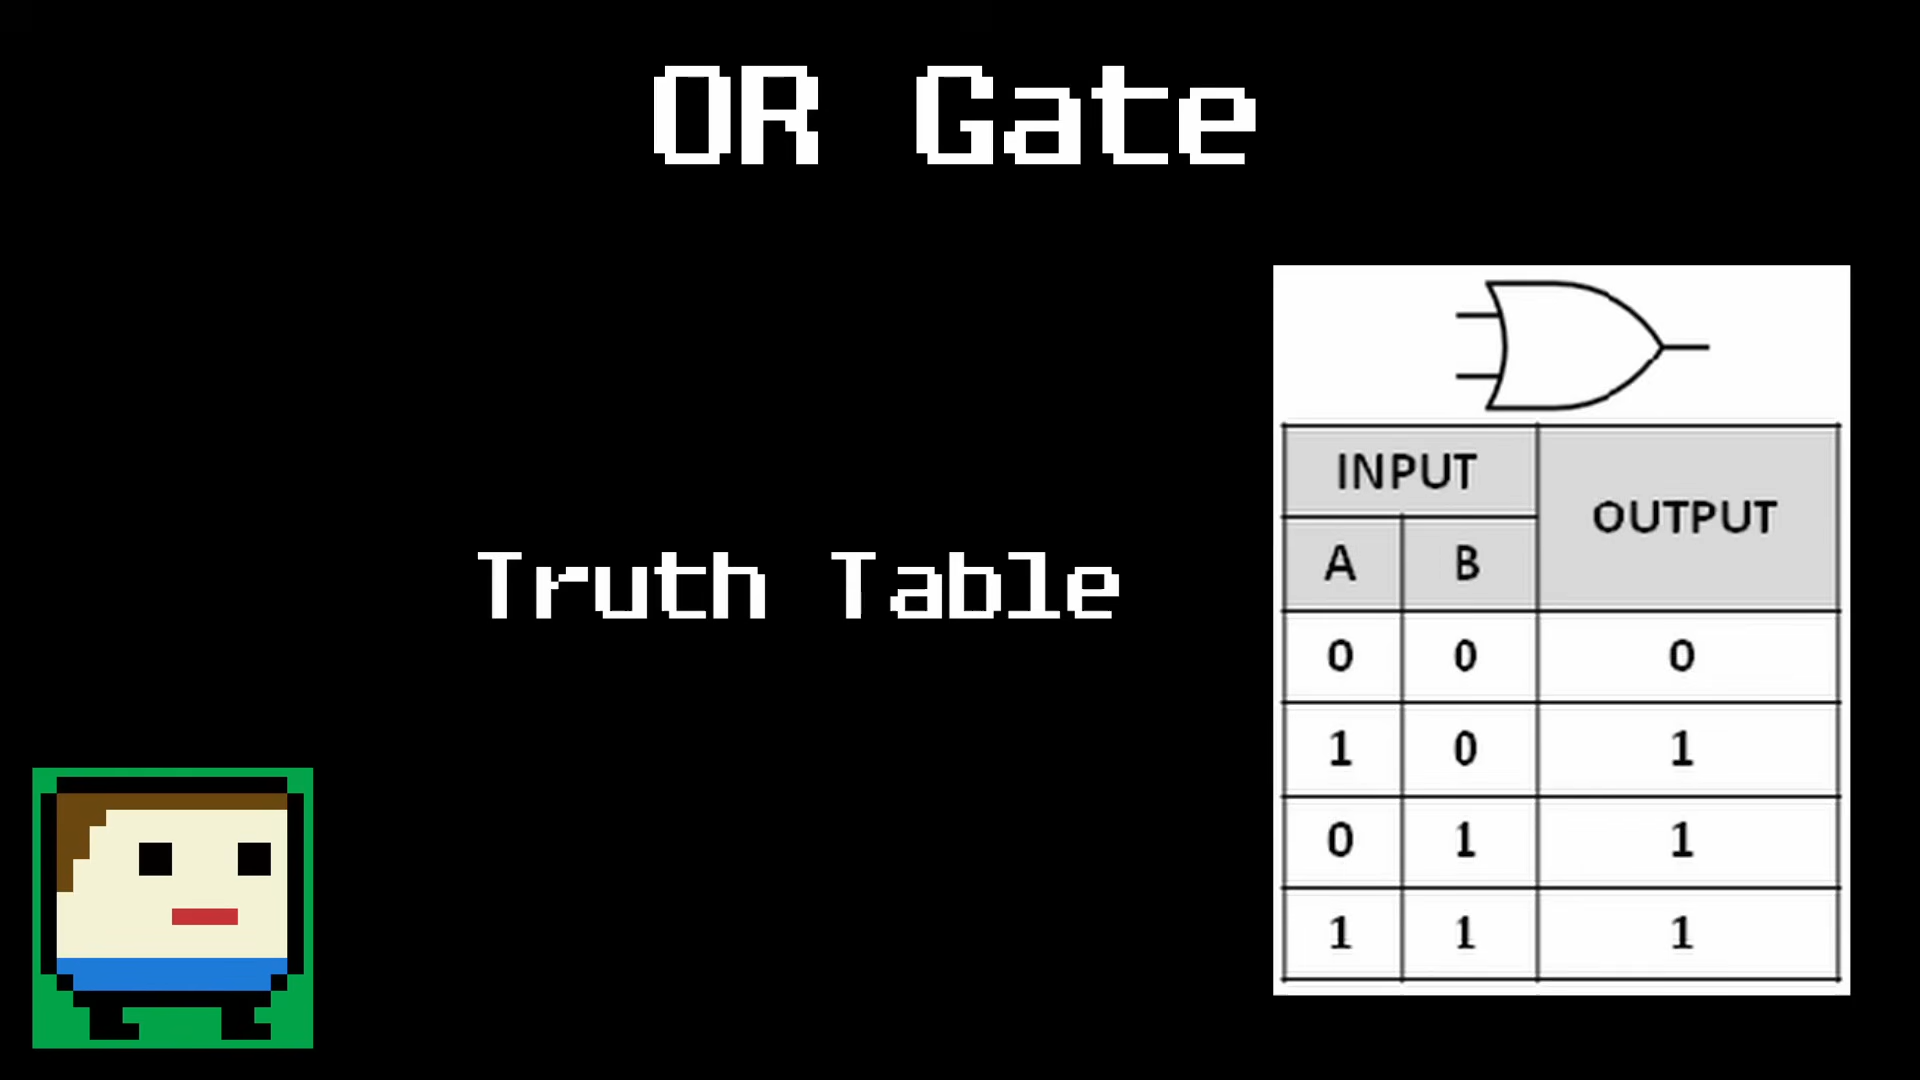 OR Gate
Truth Table
INPUT OUTPUT
A B
0 0 0
1 0 1
0 1 1
1 1 1